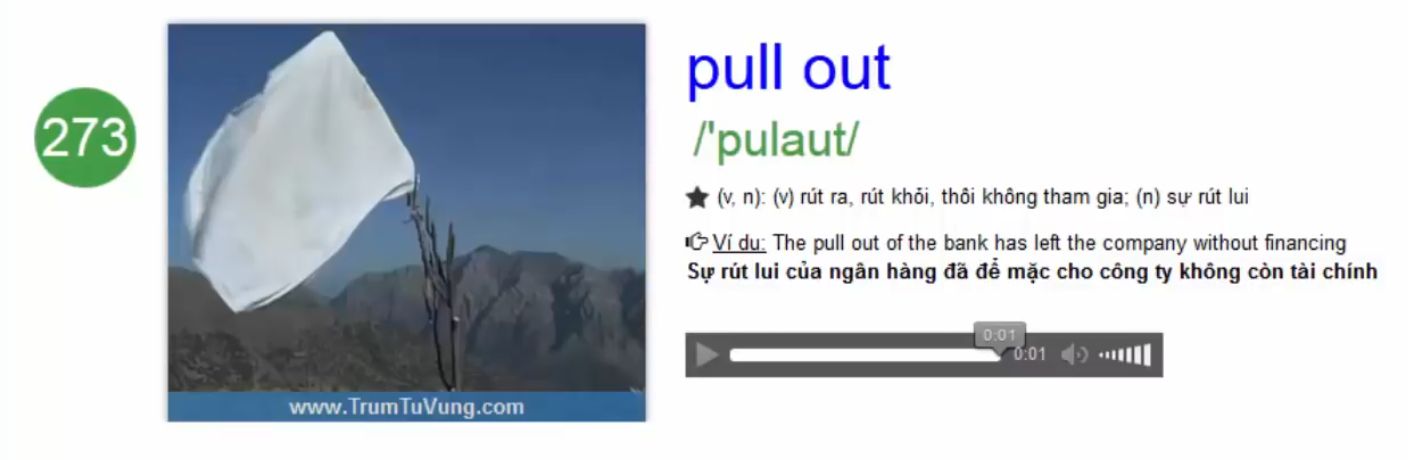 273
pull out
/'pulaut/
(v, n): (v) rút ra, rút khỏi, thôi không tham gia; (n) sự rút lui
Ví dụ: The pull out of the bank has left the company without financing
Sự rút lui của ngân hàng đã để mặc cho công ty không còn tài chính
0:01
0:01
www.TrumTuVung.com